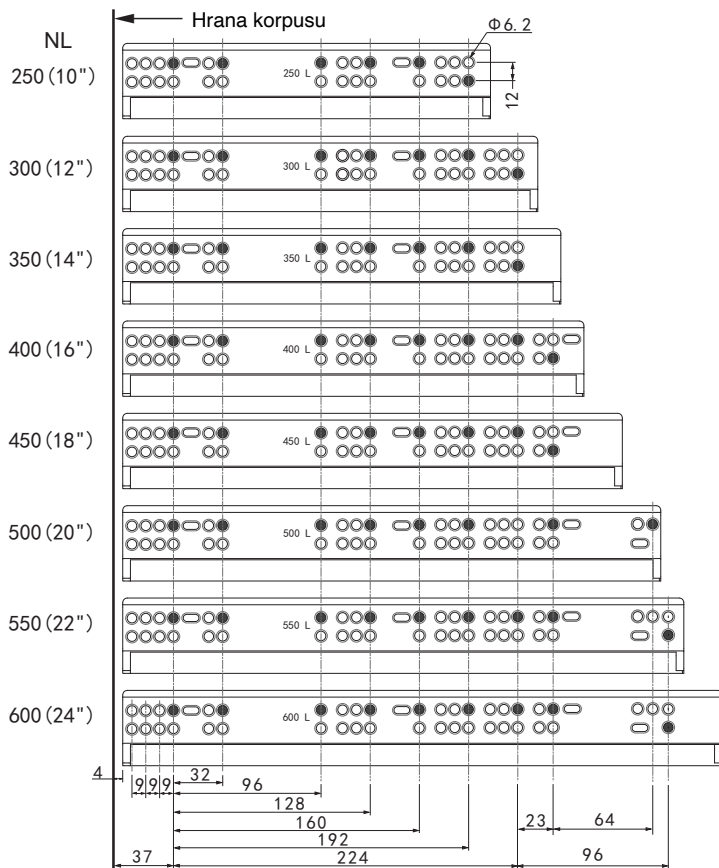 Hrana korpusu
NL
Φ6.2
250 (10")
250 L
12
300 (12")
300 L
350 (14")
350 L
400 (16")
400 L
450 (18")
450 L
500 (20")
500 L
550 (22")
550 L
600 (24")
600 L
4
9 9 9
32
96
128
160
192
23
64
37
224
96